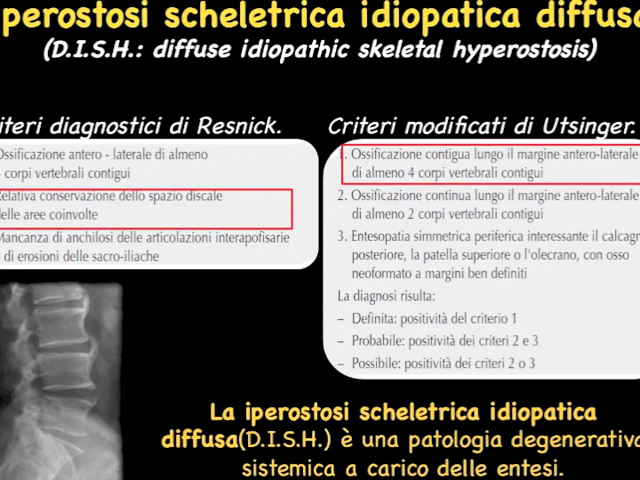 perostosi scheletrica idiopatica diffusa
(D.I.S.H.: diffuse idiopathic skeletal hyperostosis)
iteri diagnostici di Resnick.
Ossificazione antero - laterale di almeno
corpi vertebrali contigui
Relativa conservazione dello spazio discale
delle aree coinvolte
Mancanza di anchilosi delle articolazioni interapofisarie
di erosioni delle sacro-iliache
Criteri modificati di Utsinger.
1. Ossificazione contigua lungo il margine antero-laterale
di almeno 4 corpi vertebrali contigui
2. Ossificazione continua lungo il margine antero-laterale
di almeno 2 corpi vertebrali contigui
3. Entesopatia simmetrica periferica interessante il calcagn
posteriore, la patella superiore o l'olecrano, con osso
neoformato a margini ben definiti
La diagnosi risulta:
– Definita: positività del criterio 1
– Probabile: positività dei criteri 2 e 3
– Possibile: positività dei criteri 2 o 3
La iperostosi scheletrica idiopatica
diffusa(D.I.S.H.) è una patologia degenerativa
sistemica a carico delle entesi.